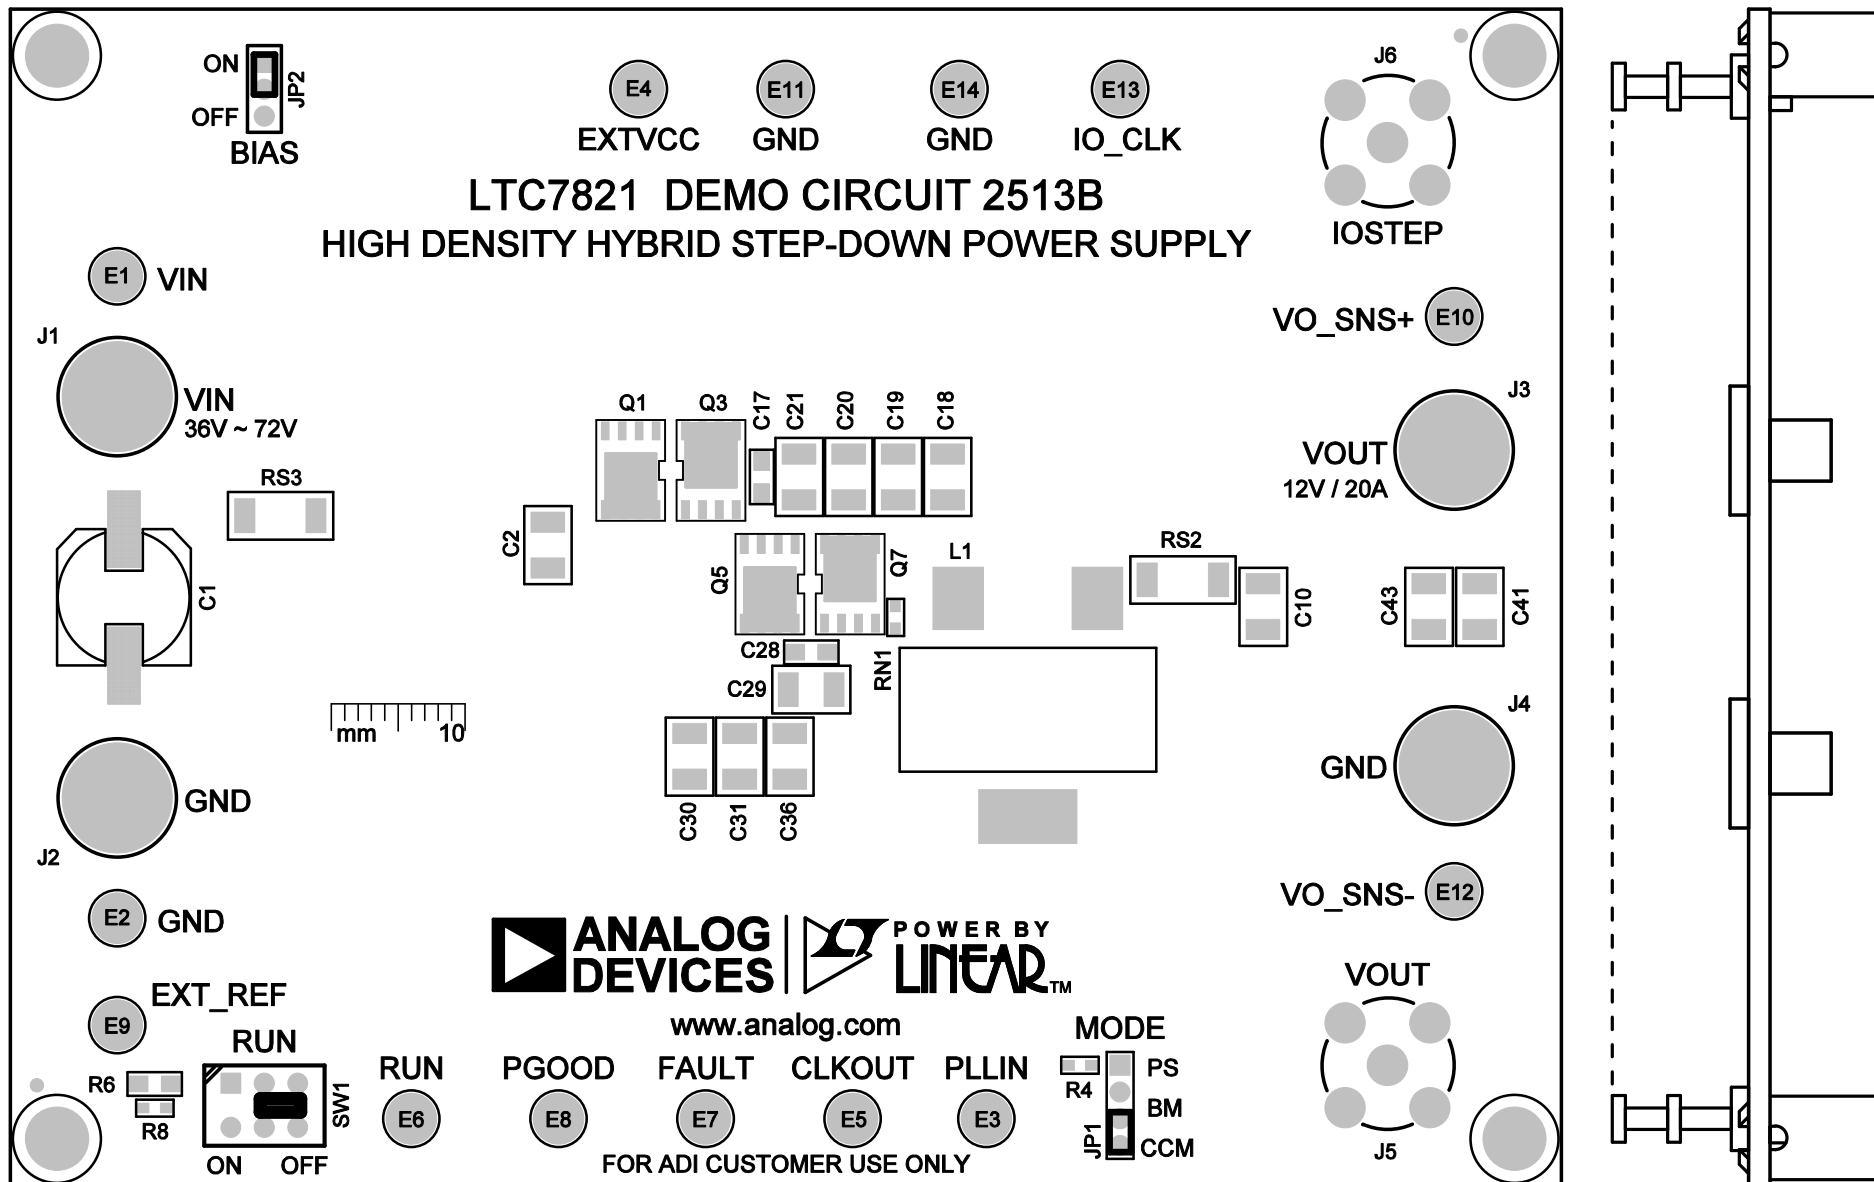 ON
OFF
JP2
BIAS
E4
EXTVCC
E11
GND
E14
GND
E13
IO_CLK
J6
IOSTEP
LTC7821 DEMO CIRCUIT 2513B
HIGH DENSITY HYBRID STEP-DOWN POWER SUPPLY
E1 VIN
J1
VIN
36V ~ 72V
RS3
C1
VO_SNS+ E10
J3
VOUT
12V / 20A
Q1
Q3
C17
C21
C20
C19
C18
C2
Q5
Q7
L1
RS2
C10
C43
C41
C28
C29
RN1
C30
C31
C36
mm 10
GND
J2
E2 GND
J4
GND
VO_SNS- E12
ANALOG
DEVICES
POWER BY
LINEAR™
www.analog.com
EXT_REF
E9
RUN
R6
R8
SW1
ON OFF
RUN
E6
PGOOD
E8
FAULT
E7
CLKOUT
E5
PLLIN
E3
MODE
R4
PS
BM
CCM
JP1
FOR ADI CUSTOMER USE ONLY
VOUT
J5